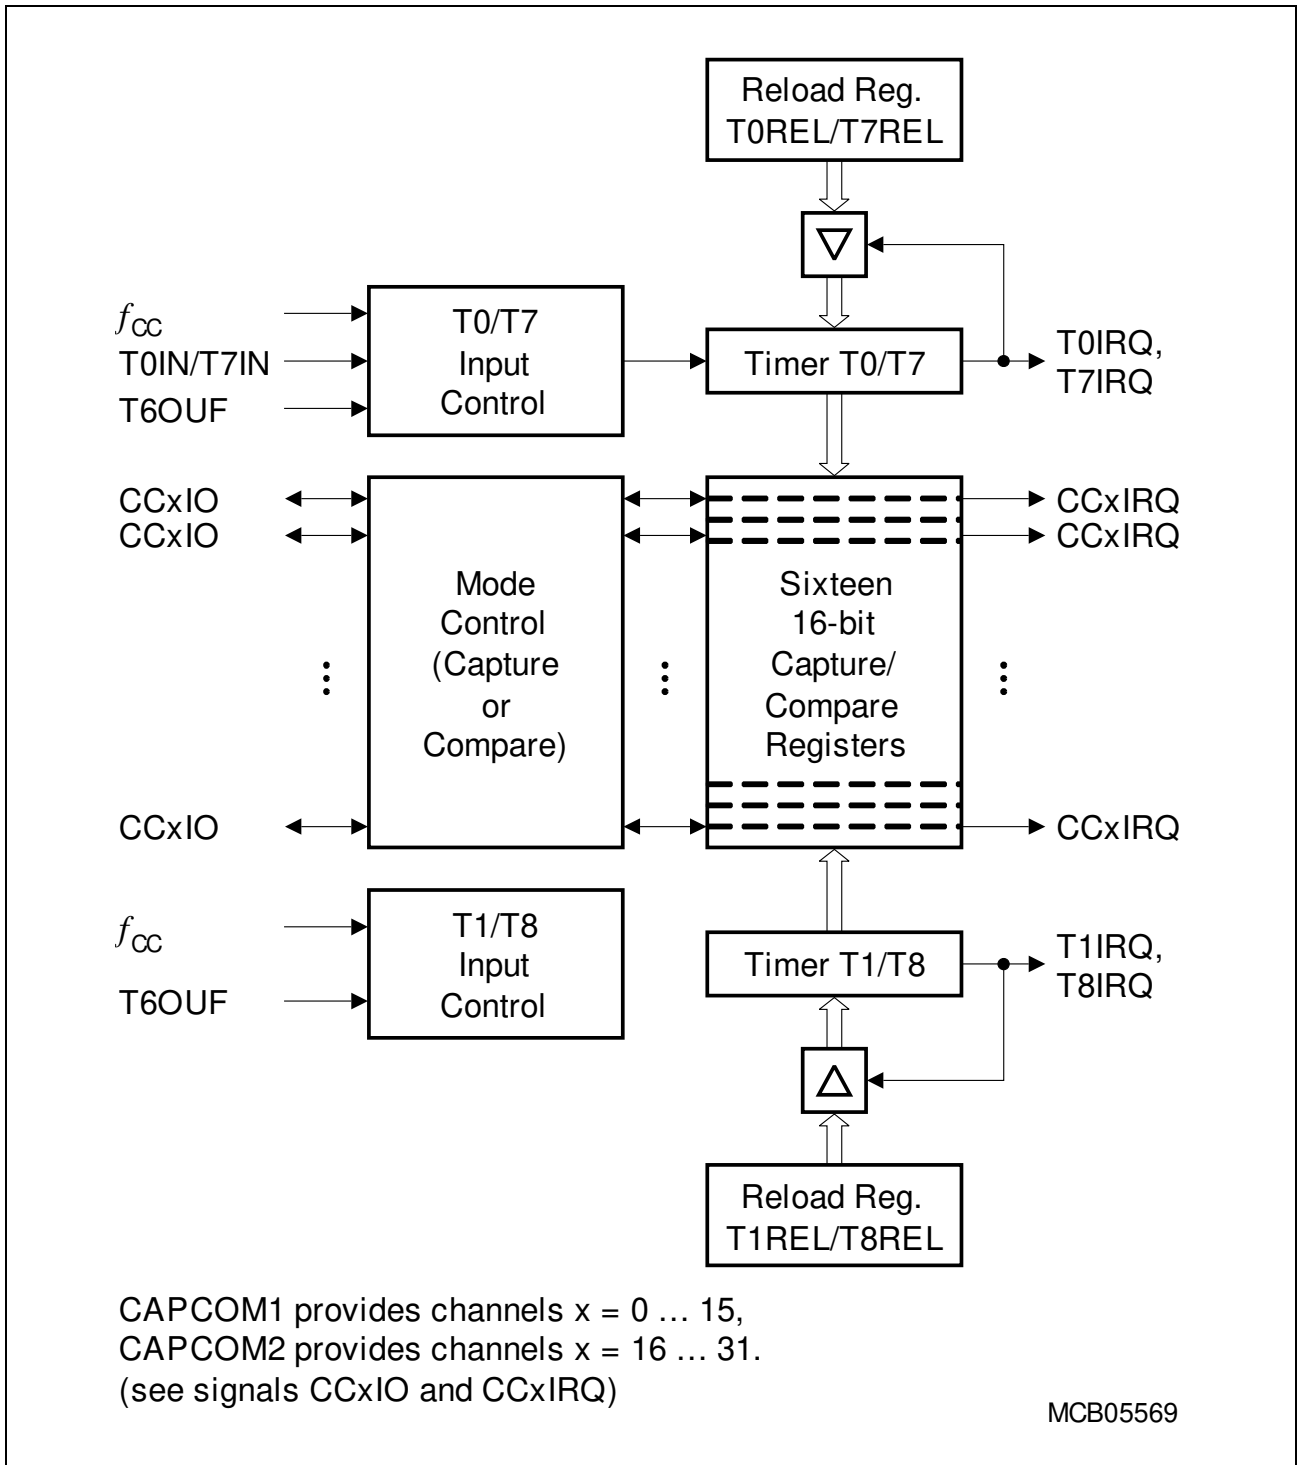 Reload Reg.
T0REL/T7REL
f CC
T0IN/T7IN
T6OUF
T0/T7
Input
Control
Timer T0/T7
T0IRQ,
T7IRQ
CCxIO
CCxIO
CCxIO
Mode
Control
(Capture
or
Compare)
Sixteen
16-bit
Capture/
Compare
Registers
CCxIRQ
CCxIRQ
CCxIRQ
f CC
T6OUF
T1/T8
Input
Control
Timer T1/T8
T1IRQ,
T8IRQ
Reload Reg.
T1REL/T8REL
CAPCOM1 provides channels x = 0 … 15,
CAPCOM2 provides channels x = 16 … 31.
(see signals CCxIO and CCxIRQ)
MCB05569